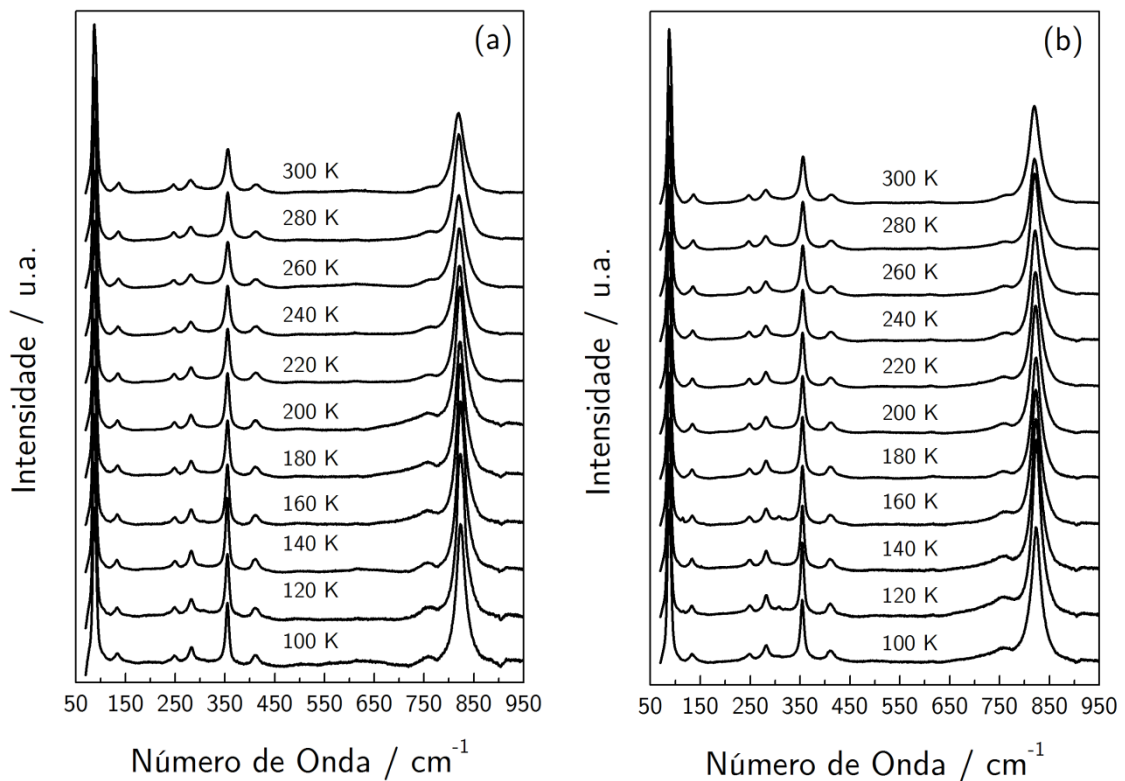 (a)
300 K
280 K
260 K
240 K
220 K
200 K
180 K
160 K
140 K
120 K
100 K
Intensidade / u.a.
50 150 250 350 450 550 650 750 850 950
Número de Onda / cm⁻¹
(b)
300 K
280 K
260 K
240 K
220 K
200 K
180 K
160 K
140 K
120 K
100 K
Intensidade / u.a.
50 150 250 350 450 550 650 750 850 950
Número de Onda / cm⁻¹